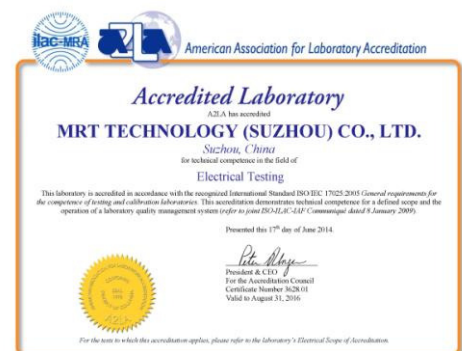 ilac-MRA
A2LA
American Association for Laboratory Accreditation
Accredited Laboratory
A2LA has accredited
MRT TECHNOLOGY (SUZHOU) CO., LTD.
Suzhou, China
for technical competence in the field of
Electrical Testing
This laboratory is accredited in accordance with the recognized International Standard ISO/IEC 17025:2005 General requirements for
the competence of testing and calibration laboratories. This accreditation demonstrates technical competence for a defined scope and the
operation of a laboratory quality management system (refer to joint ISO-ILAC-IAF Communiqué dated 8 January 2009).
Presented this 17th day of June 2014.
President & CEO
For the Accreditation Council
Certificate Number 3628.01
Valid to August 31, 2016
A2LA
For the tests to which this accreditation applies, please refer to the laboratory's Electrical Scope of Accreditation.